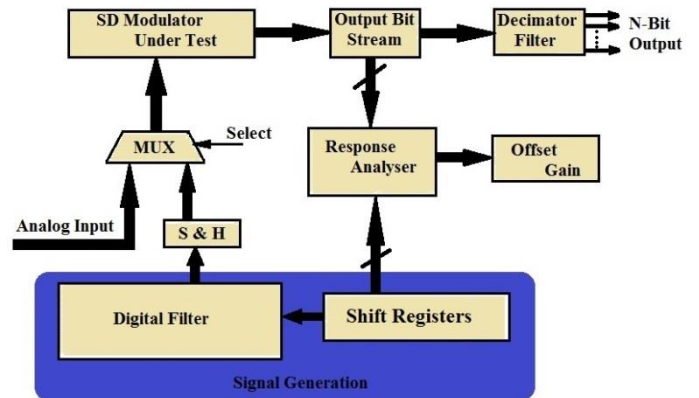 SD Modulator
Under Test
Output Bit
Stream
Decimator
Filter
N-Bit
Output
MUX
Select
Response
Analyser
Offset
Gain
Analog Input
S & H
Digital Filter
Shift Registers
Signal Generation